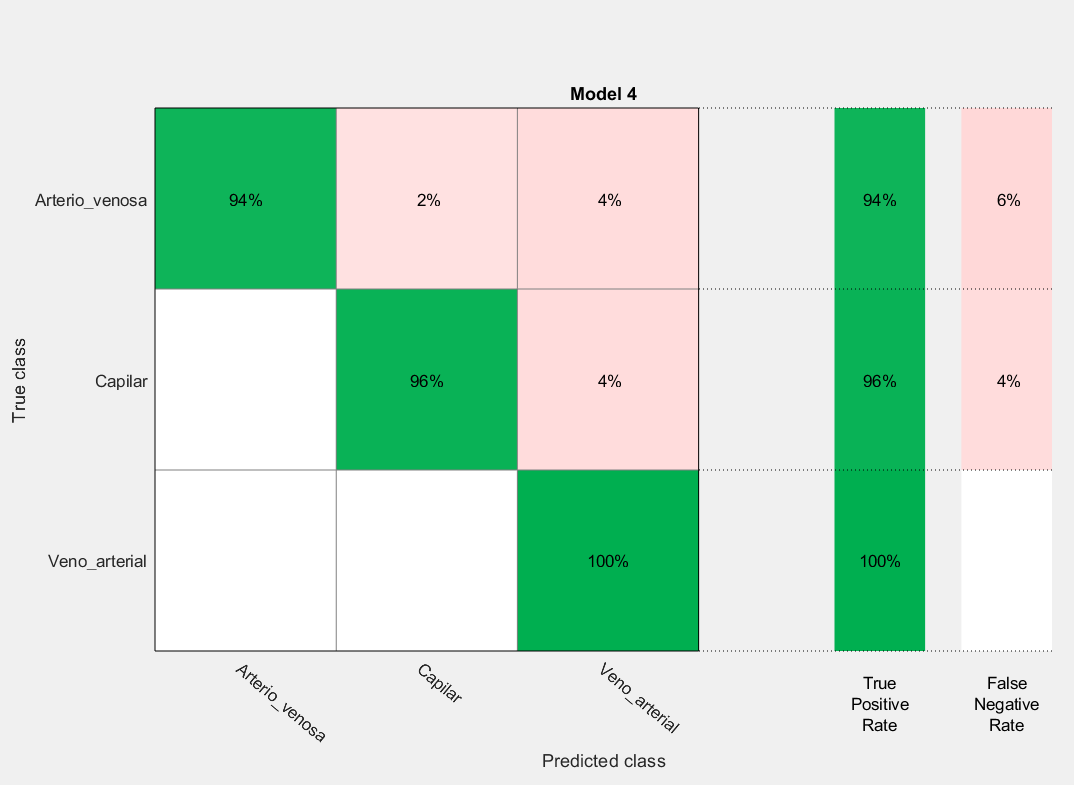 Model 4
Arterio_venosa 94% 2% 4% 94% 6%
Capilar 96% 4% 96% 4%
True class
Veno_arterial 100% 100%
Arterio_venosa Capilar Veno_arterial
True
Positive
Rate
False
Negative
Rate
Predicted class